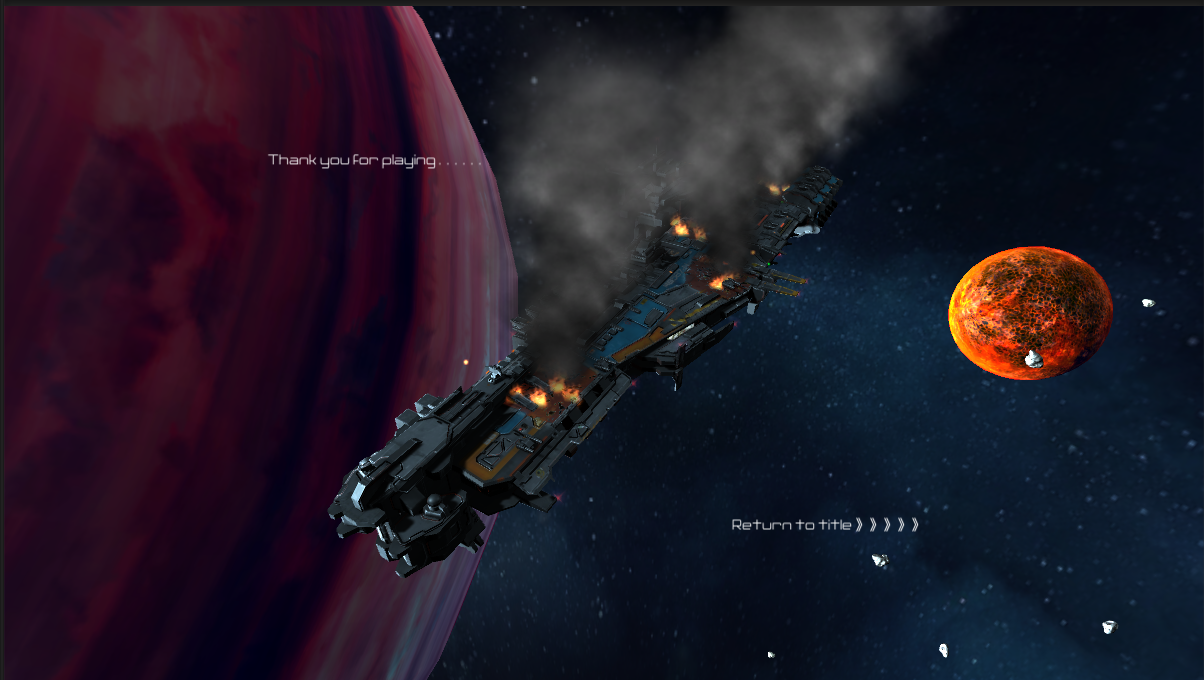 Thank you for playing......
Return to title》》》》》